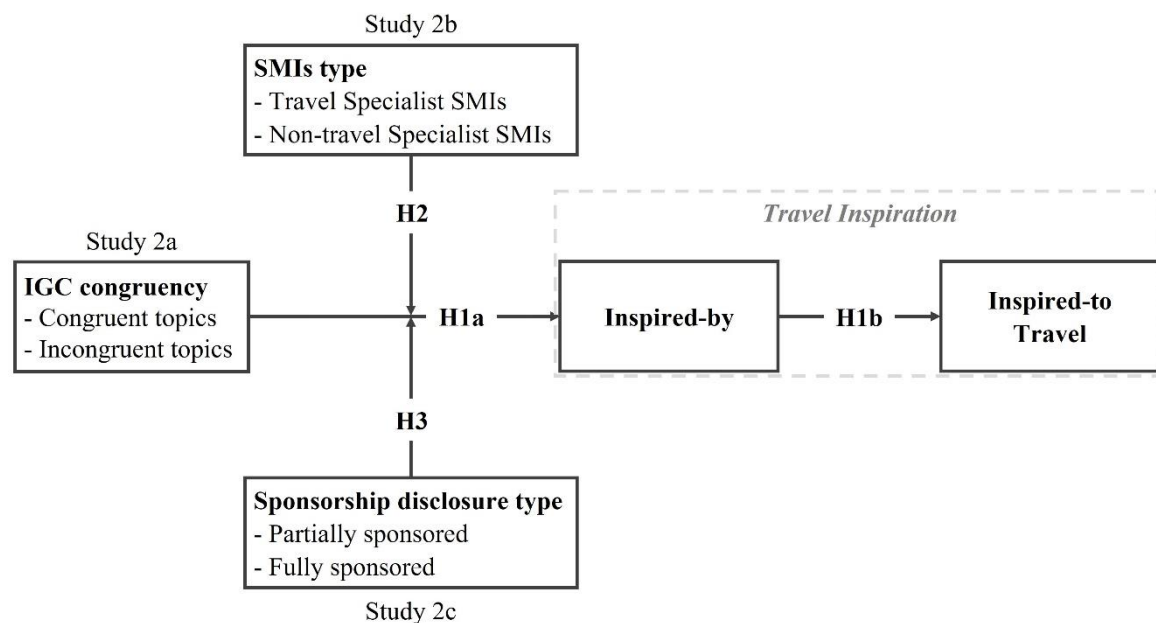 Study 2b
SMIs type
- Travel Specialist SMIs
- Non-travel Specialist SMIs
H2
Travel Inspiration
Study 2a
IGC congruency
- Congruent topics
- Incongruent topics
H1a
Inspired-by
H1b
Inspired-to
Travel
H3
Sponsorship disclosure type
- Partially sponsored
- Fully sponsored
Study 2c